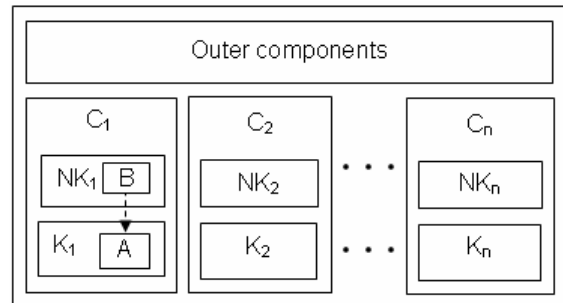 Outer components
C₁ C₂ Cₙ
NK₁ B NK₂ • • • NKₙ
K₁ A K₂ • • • Kₙ